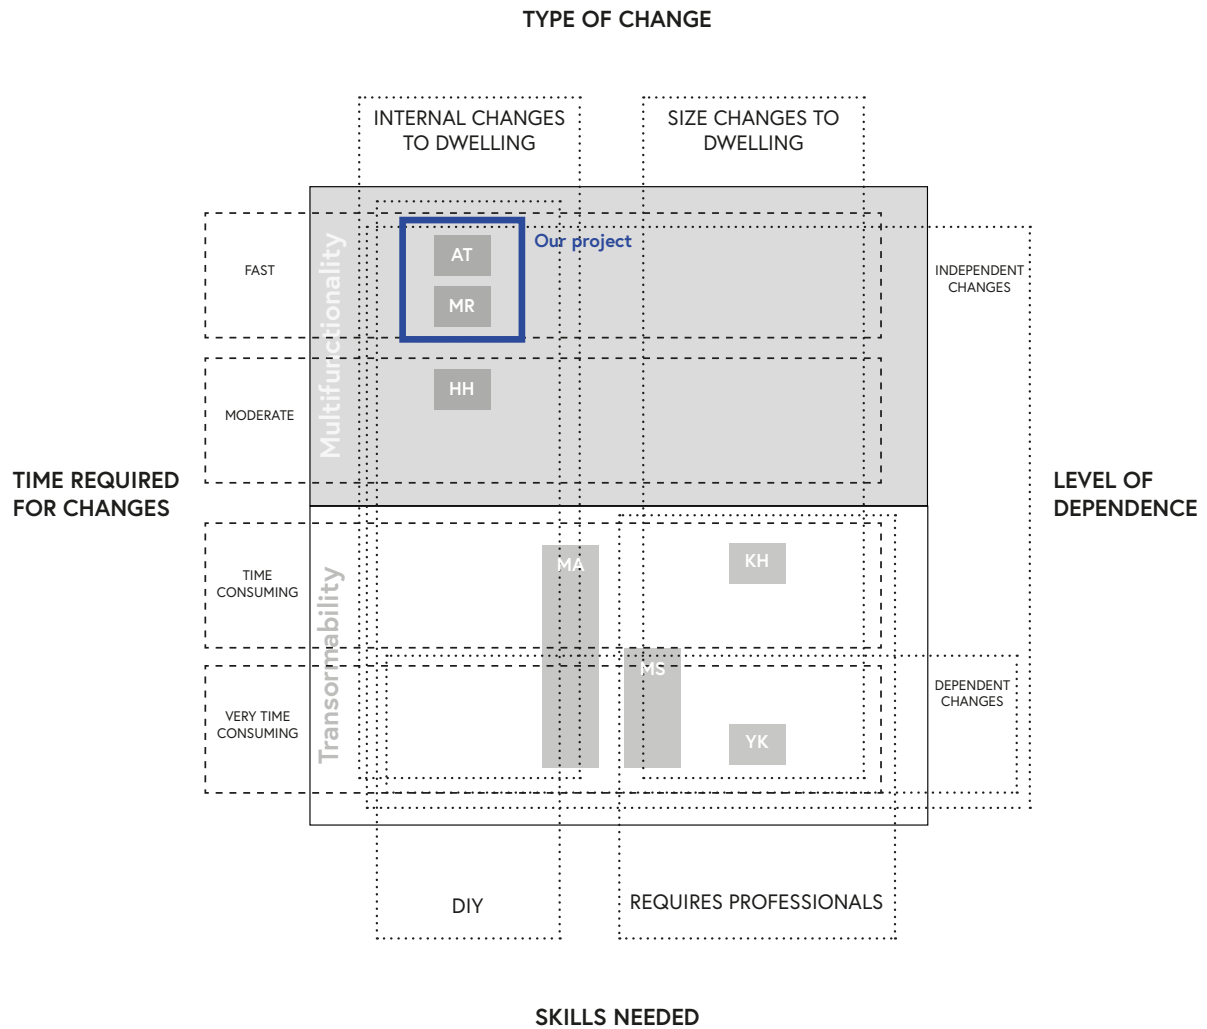 TYPE OF CHANGE
INTERNAL CHANGES
TO DWELLING
SIZE CHANGES TO
DWELLING
Multifunctionality
Our project
AT
FAST
INDEPENDENT
CHANGES
MR
HH
MODERATE
TIME REQUIRED
FOR CHANGES
LEVEL OF
DEPENDENCE
Transormability
MA
KH
TIME
CONSUMING
MS
DEPENDENT
CHANGES
VERY TIME
CONSUMING
YK
DIY
REQUIRES PROFESSIONALS
SKILLS NEEDED